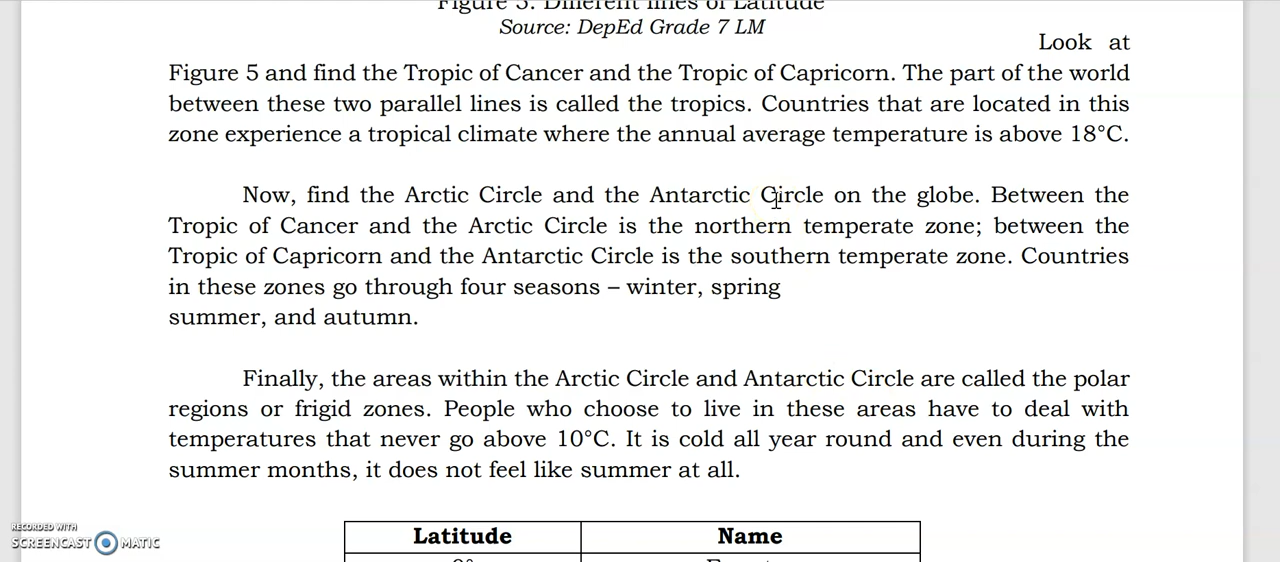 Figure 5. Different lines of Latitude
Source: DepEd Grade 7 LM
Look at
Figure 5 and find the Tropic of Cancer and the Tropic of Capricorn. The part of the world
between these two parallel lines is called the tropics. Countries that are located in this
zone experience a tropical climate where the annual average temperature is above 18°C.
Now, find the Arctic Circle and the Antarctic Circle on the globe. Between the
Tropic of Cancer and the Arctic Circle is the northern temperate zone; between the
Tropic of Capricorn and the Antarctic Circle is the southern temperate zone. Countries
in these zones go through four seasons – winter, spring
summer, and autumn.
Finally, the areas within the Arctic Circle and Antarctic Circle are called the polar
regions or frigid zones. People who choose to live in these areas have to deal with
temperatures that never go above 10°C. It is cold all year round and even during the
summer months, it does not feel like summer at all.
Latitude Name
RECORDED WITH
SCREENCAST MATIC